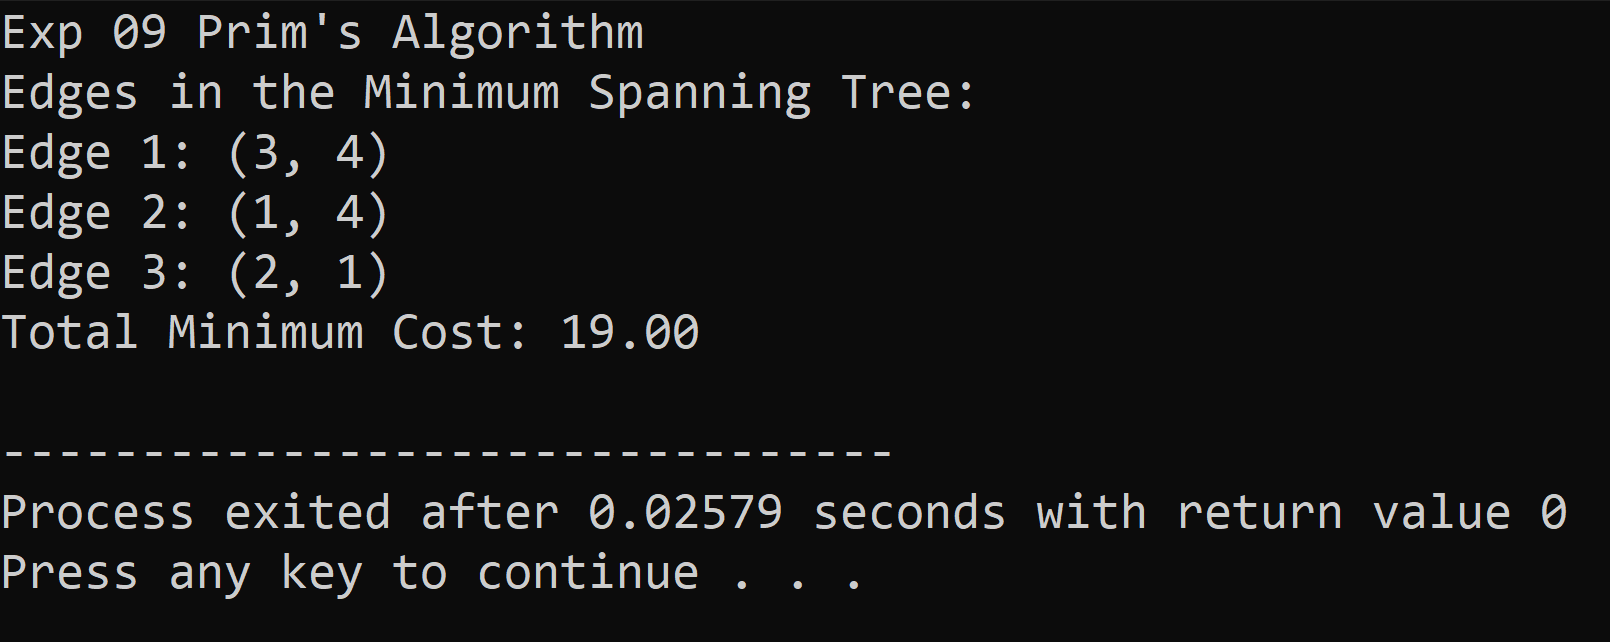 Exp 09 Prim's Algorithm
Edges in the Minimum Spanning Tree:
Edge 1: (3, 4)
Edge 2: (1, 4)
Edge 3: (2, 1)
Total Minimum Cost: 19.00
--------------------------------
Process exited after 0.02579 seconds with return value 0
Press any key to continue . . .